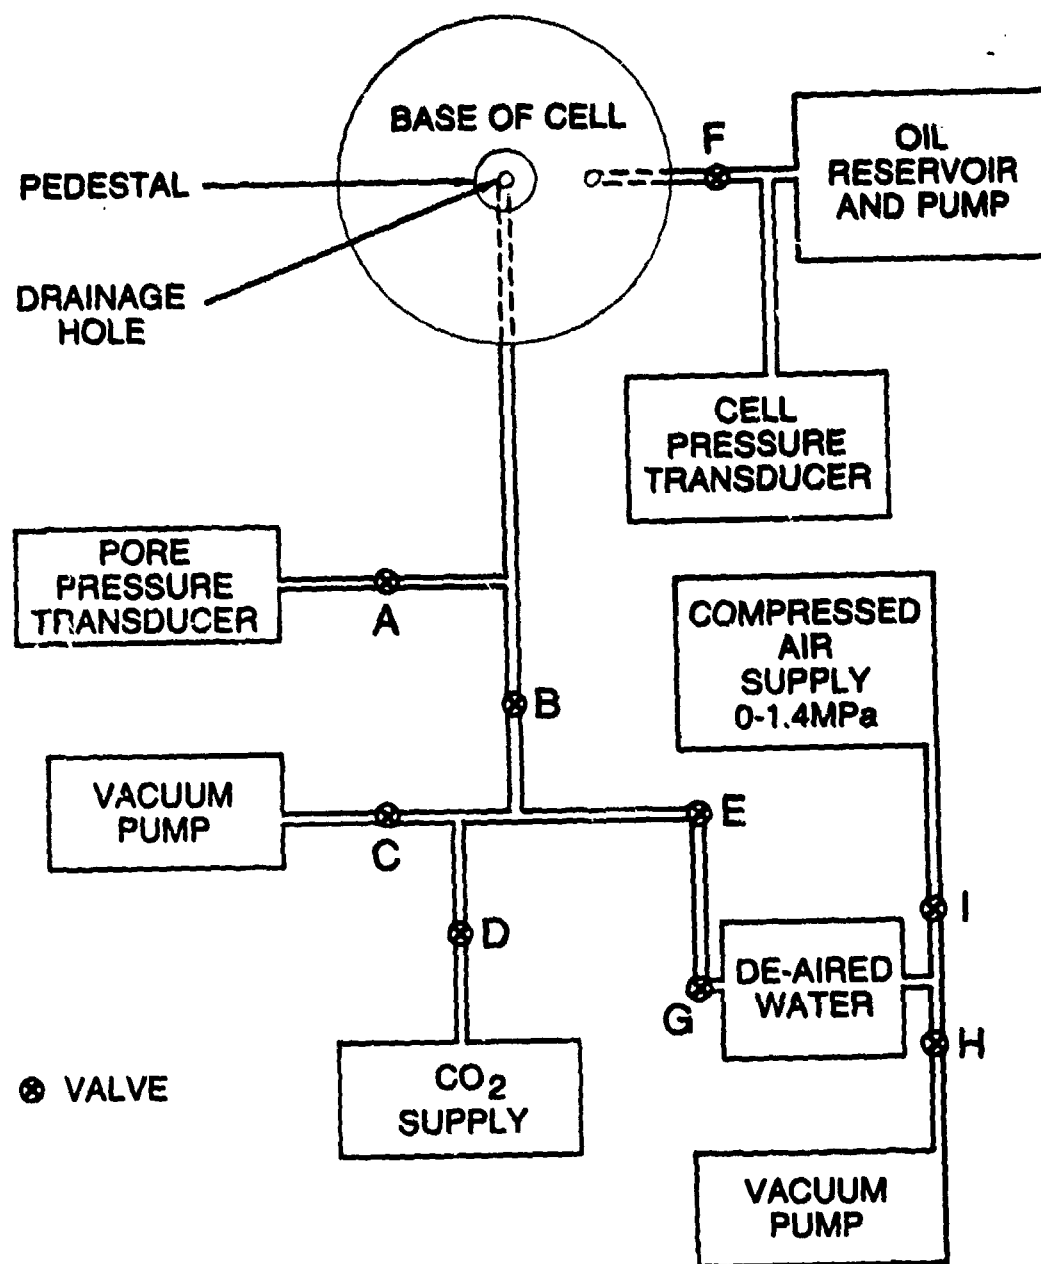 BASE OF CELL
F
OIL
RESERVOIR
AND PUMP
PEDESTAL
DRAINAGE
HOLE
CELL
PRESSURE
TRANSDUCER
PORE
PRESSURE
TRANSDUCER
A
COMPRESSED
AIR
SUPPLY
0-1.4MPa
B
VACUUM
PUMP
C
E
D
I
DE-AIRED
WATER
G
H
VALVE
CO2
SUPPLY
VACUUM
PUMP